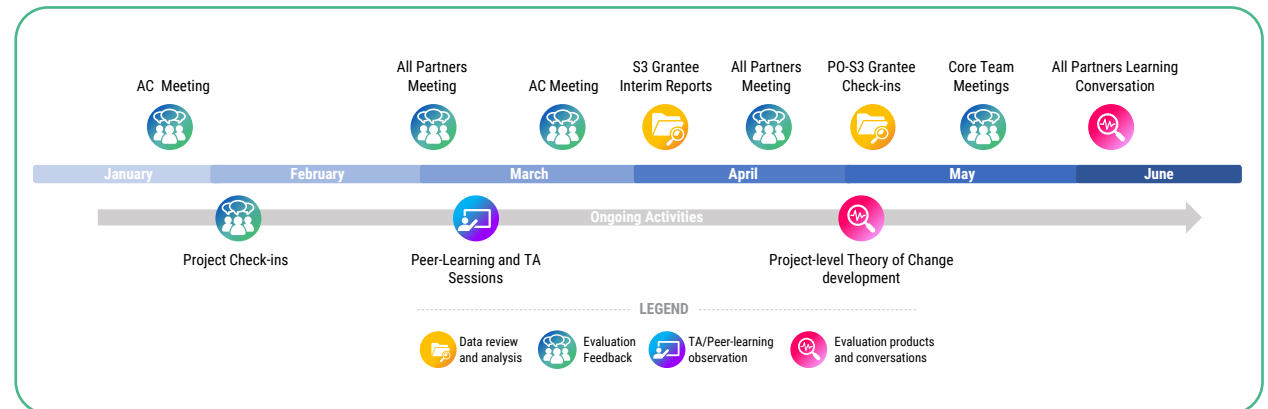 AC Meeting
All Partners
Meeting
AC Meeting
S3 Grantee
Interim Reports
All Partners
Meeting
PO-S3 Grantee
Check-ins
Core Team
Meetings
All Partners Learning
Conversation
January
February
March
April
May
June
Ongoing Activities
Project Check-ins
Peer-Learning and TA
Sessions
Project-level Theory of Change
development
LEGEND
Data review
and analysis
Evaluation
Feedback
TA/Peer-learning
observation
Evaluation products
and conversations